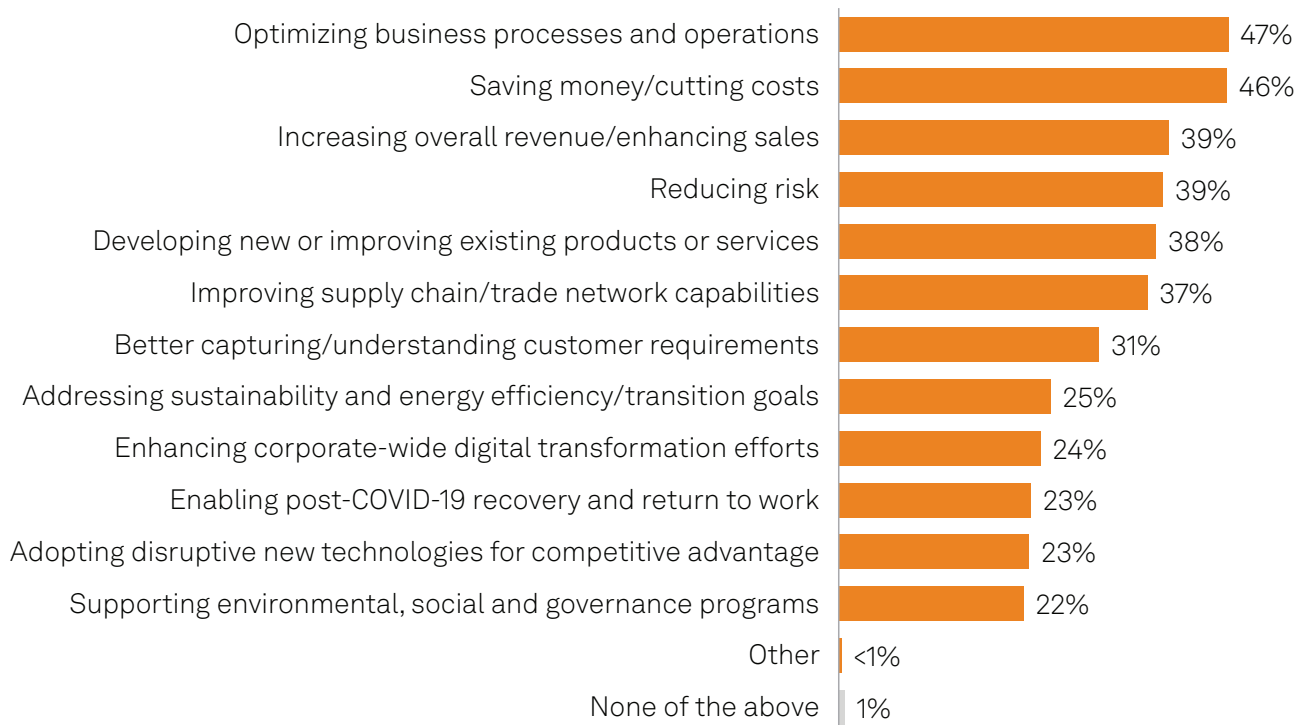 Optimizing business processes and operations 47%
Saving money/cutting costs 46%
Increasing overall revenue/enhancing sales 39%
Reducing risk 39%
Developing new or improving existing products or services 38%
Improving supply chain/trade network capabilities 37%
Better capturing/understanding customer requirements 31%
Addressing sustainability and energy efficiency/transition goals 25%
Enhancing corporate-wide digital transformation efforts 24%
Enabling post-COVID-19 recovery and return to work 23%
Adopting disruptive new technologies for competitive advantage 23%
Supporting environmental, social and governance programs 22%
Other <1%
None of the above 1%